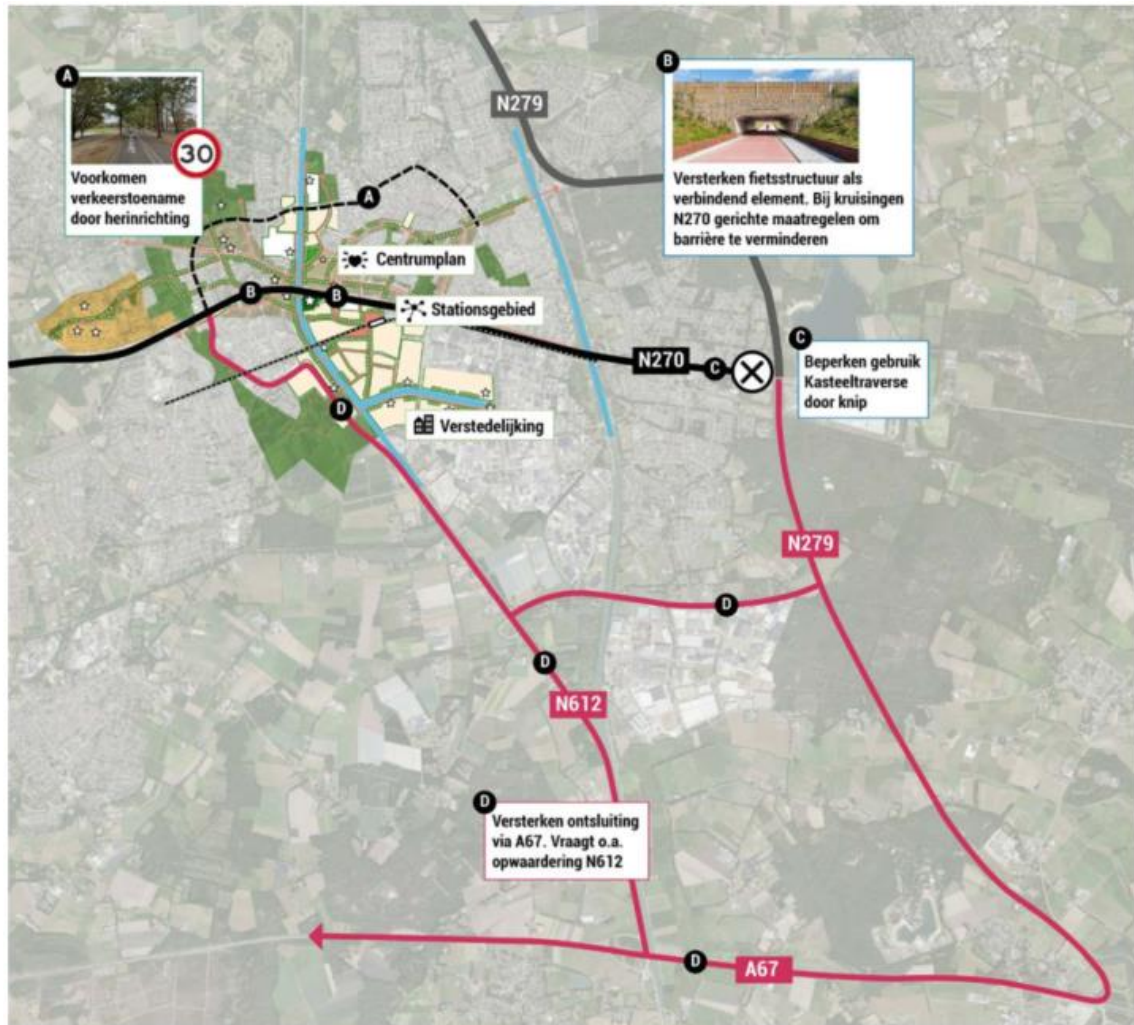 A
30
Voorkomen
verkeerstoename
door herinrichting
N279
B
Versterken fietsstructuur als
verbindend element. Bij kruisingen
N270 gerichte maatregelen om
barrière te verminderen
A
Centrumplan
B
B
Stationsgebied
N270
C
C
Beperken gebruik
Kasteeltraverse
door knip
D
Verstedelijking
N279
D
D
N612
D
Versterken ontsluiting
via A67. Vraagt o.a.
opwaardering N612
D
A67